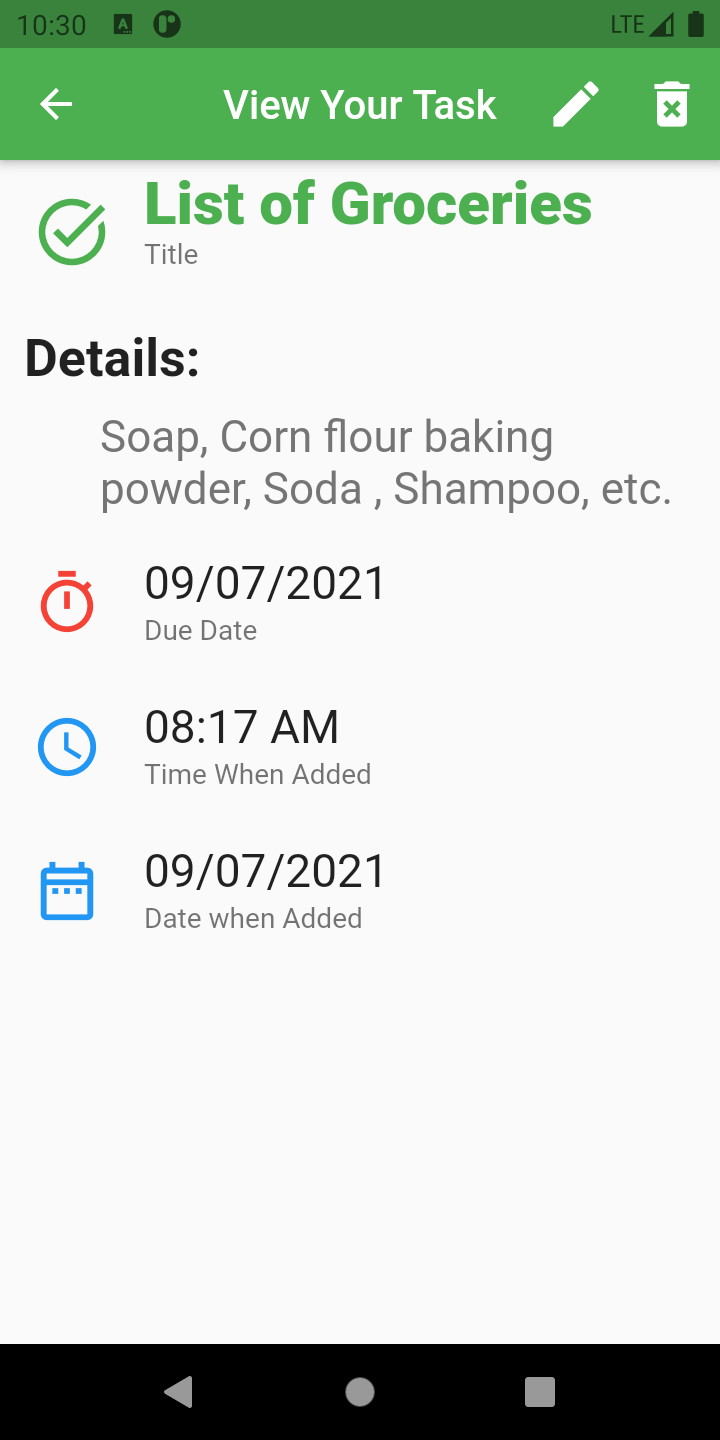 10:30
LTE
View Your Task
List of Groceries
Title
Details:
Soap, Corn flour baking
powder, Soda , Shampoo, etc.
09/07/2021
Due Date
08:17 AM
Time When Added
09/07/2021
Date when Added